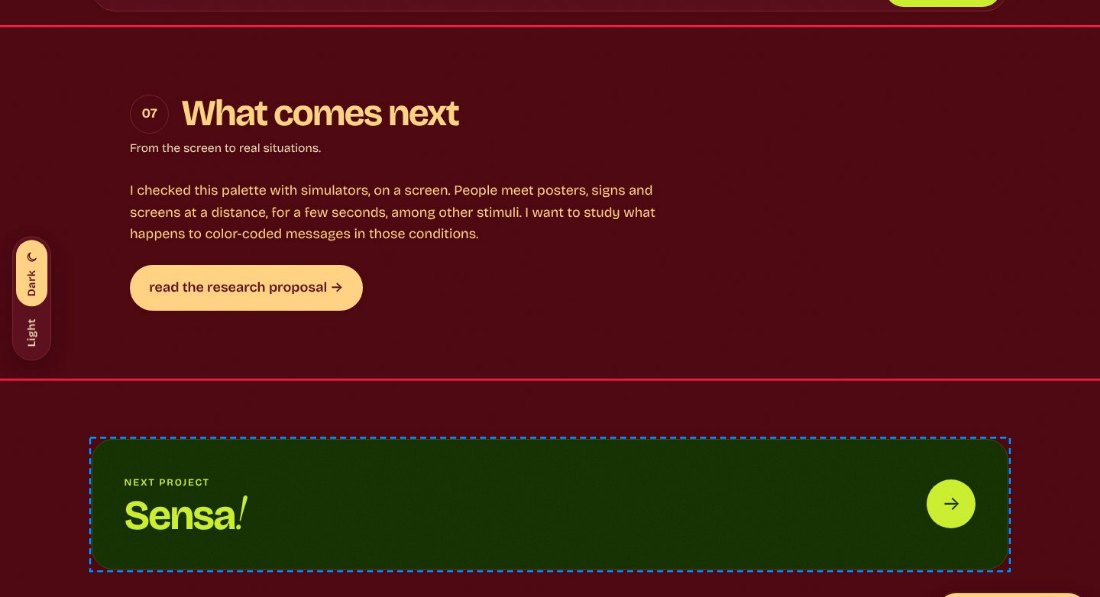 07 What comes next
From the screen to real situations.
I checked this palette with simulators, on a screen. People meet posters, signs and
screens at a distance, for a few seconds, among other stimuli. I want to study what
happens to color-coded messages in those conditions.
read the research proposal →
Dark
Light
NEXT PROJECT
Sensa!